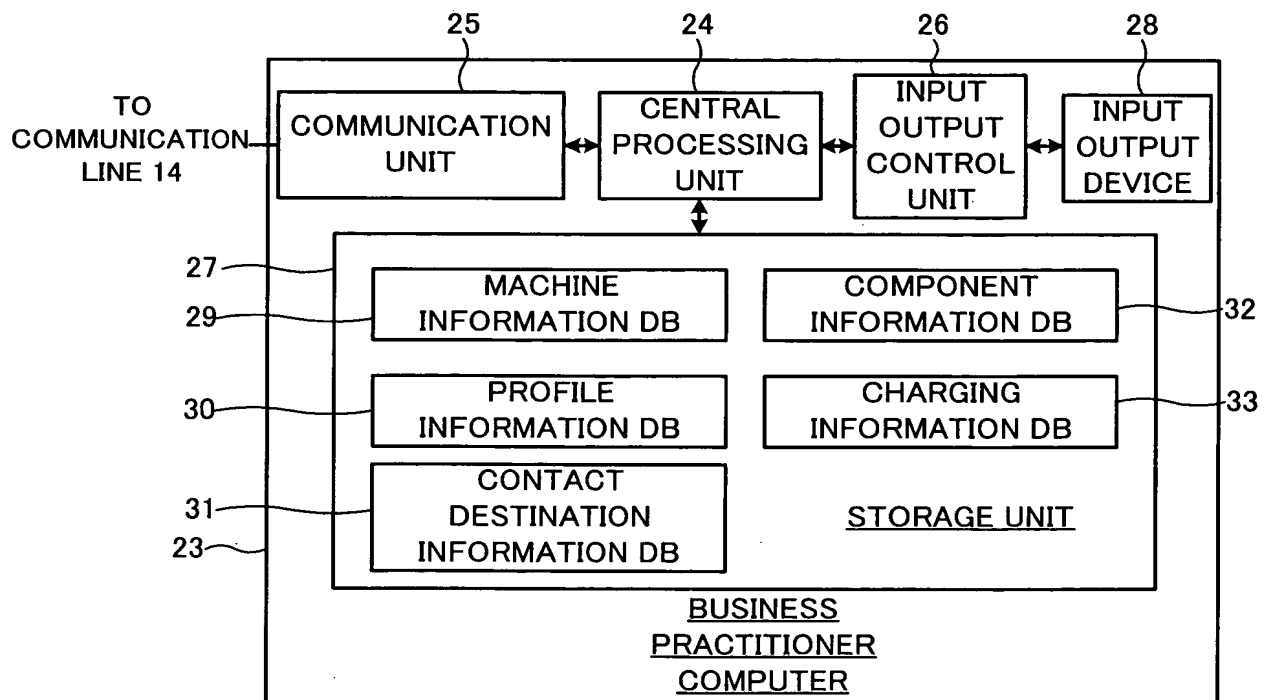 25
24
26
28
TO
COMMUNICATION
LINE 14
COMMUNICATION
UNIT
CENTRAL
PROCESSING
UNIT
INPUT
OUTPUT
CONTROL
UNIT
INPUT
OUTPUT
DEVICE
27
29
MACHINE
INFORMATION DB
COMPONENT
INFORMATION DB
32
30
PROFILE
INFORMATION DB
CHARGING
INFORMATION DB
33
31
CONTACT
DESTINATION
INFORMATION DB
STORAGE UNIT
23
BUSINESS
PRACTITIONER
COMPUTER